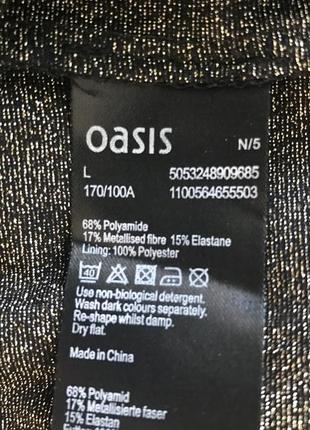 oasis
N/5
L 5053248909685
170/100A 1100564655503
68% Polyamide
17% Metallised fibre 15% Elastane
Lining: 100% Polyester
40
Use non-biological detergent.
Wash dark colours separately.
Re-shape whilst damp.
Dry flat.
Made in China
68% Polyamid
17% Metallisierte faser
15% Elastan